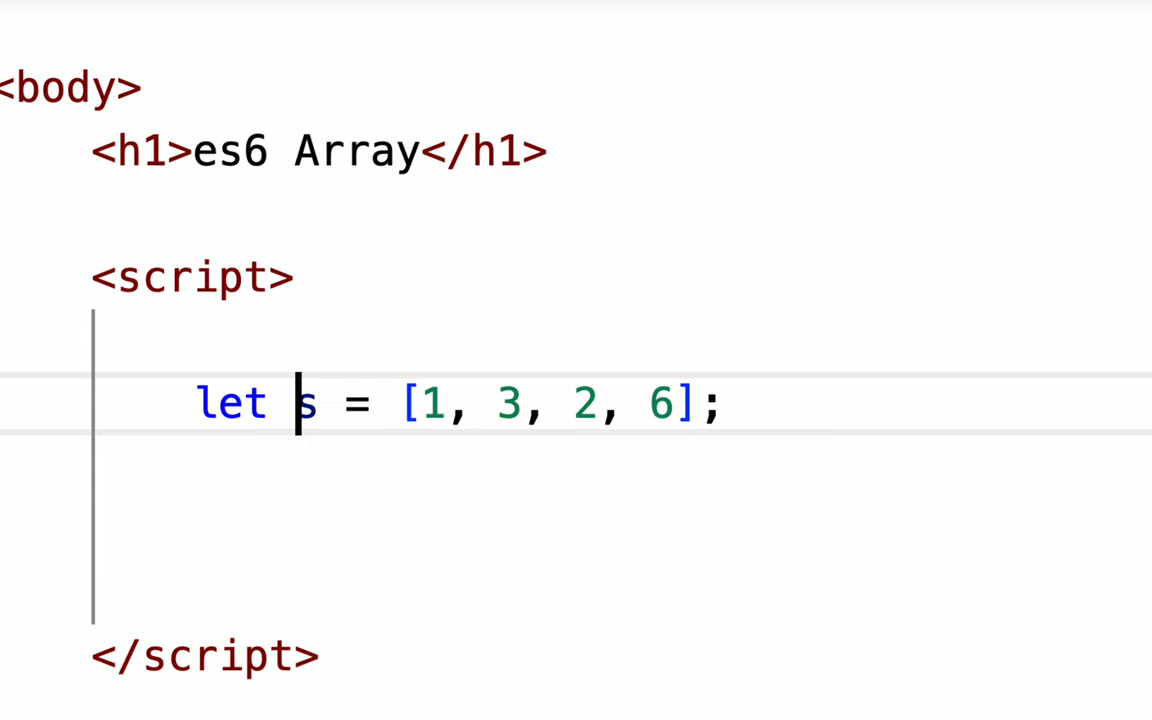 <body>
<h1>es6 Array</h1>
<script>
let s = [1, 3, 2, 6];
</script>